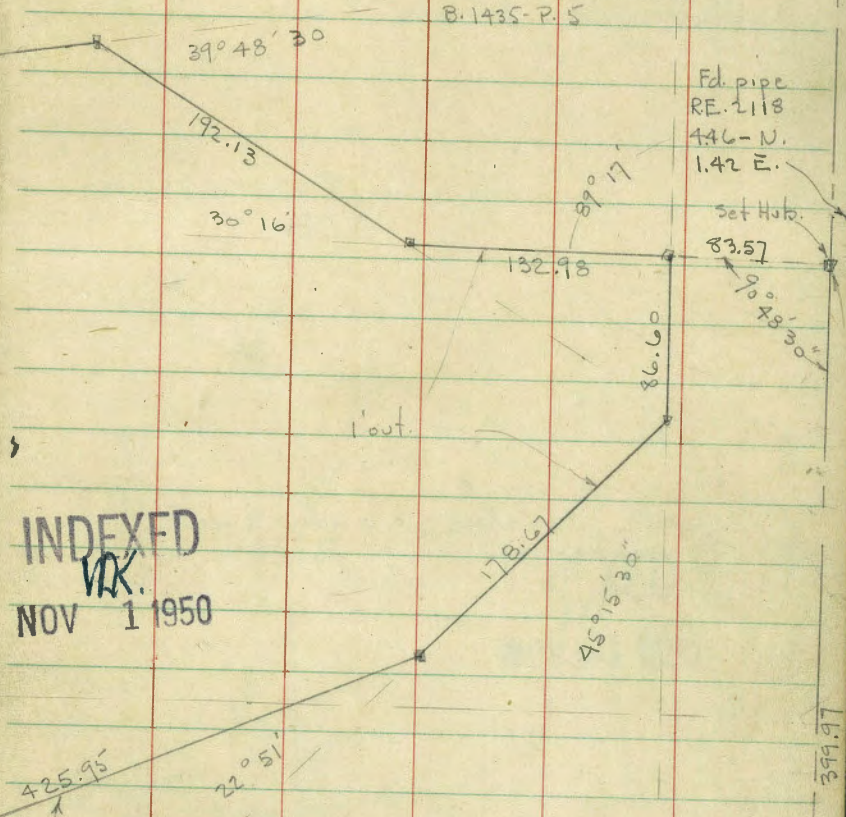 B. 1435-P. 5
39° 48' 30
Fd. pipe
R.E. 2118
4.46-N.
1.42 E.
192.13
89° 17'
30° 16'
Set Hub.
83.57
132.98
90° 48' 30"
86.60
1' out.
INDEXED
NOV 1 1950
178.67
45° 15' 30"
22° 51'
425.95
399.97